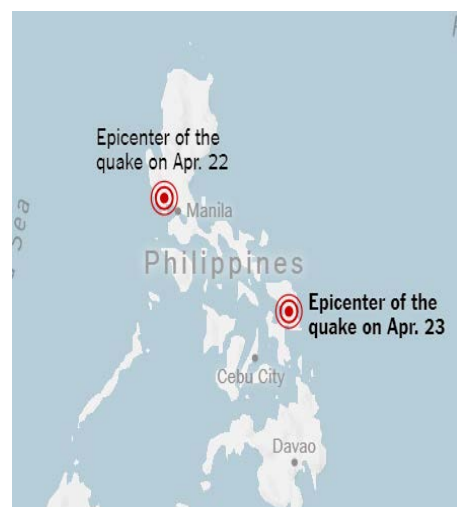 Epicenter of the
quake on Apr. 22
Manila
Philippines
Epicenter of the
quake on Apr. 23
Cebu City
Davao
Sea